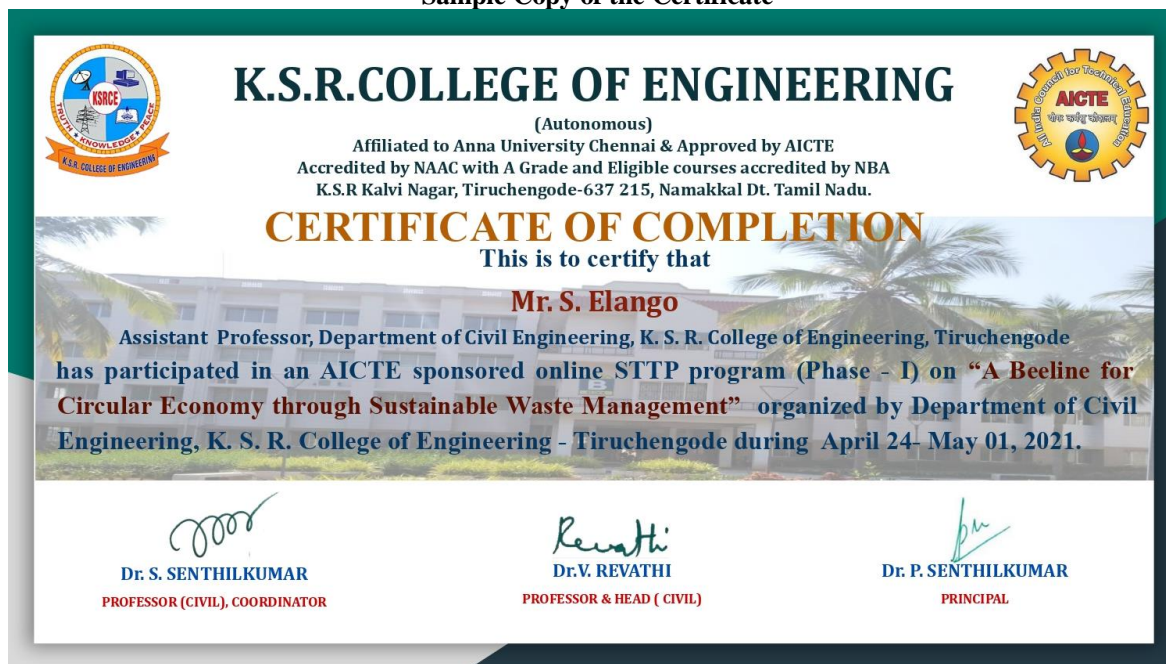 Sample Copy of the Certificate
KSRCE
TRUTH ★ KNOWLEDGE ★ PEACE
K.S.R. COLLEGE OF ENGINEERING
K.S.R.COLLEGE OF ENGINEERING
All India Council for Technical Education
AICTE
योगः कर्मसु कौशलम्
(Autonomous)
Affiliated to Anna University Chennai & Approved by AICTE
Accredited by NAAC with A Grade and Eligible courses accredited by NBA
K.S.R Kalvi Nagar, Tiruchengode-637 215, Namakkal Dt. Tamil Nadu.
CERTIFICATE OF COMPLETION
This is to certify that
Mr. S. Elango
Assistant Professor, Department of Civil Engineering, K. S. R. College of Engineering, Tiruchengode
has participated in an AICTE sponsored online STTP program (Phase - I) on “A Beeline for
Circular Economy through Sustainable Waste Management” organized by Department of Civil
Engineering, K. S. R. College of Engineering - Tiruchengode during April 24- May 01, 2021.
Revathi
Dr. S. SENTHILKUMAR
PROFESSOR (CIVIL), COORDINATOR
Dr.V. REVATHI
PROFESSOR & HEAD ( CIVIL)
Dr. P. SENTHILKUMAR
PRINCIPAL